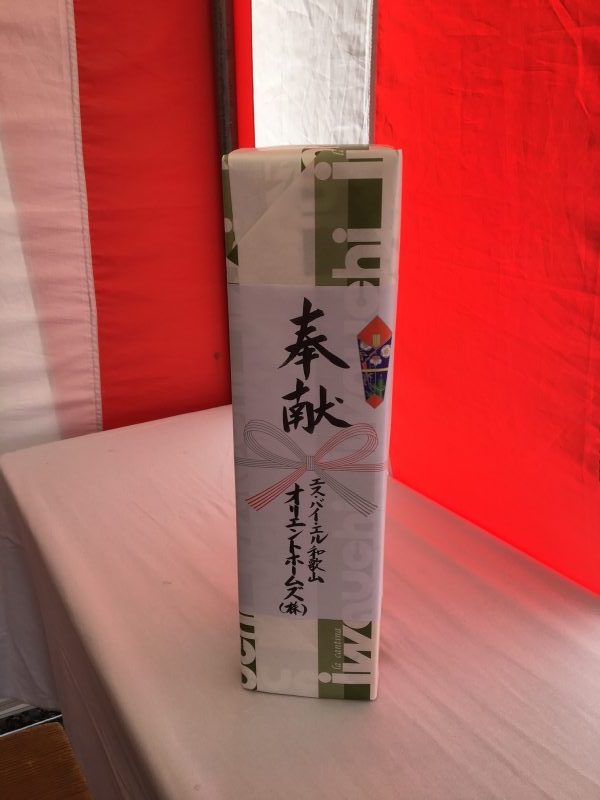 奉献
エス・バイ・エル和歌山
オリエントホームズ(株)
iwauchi